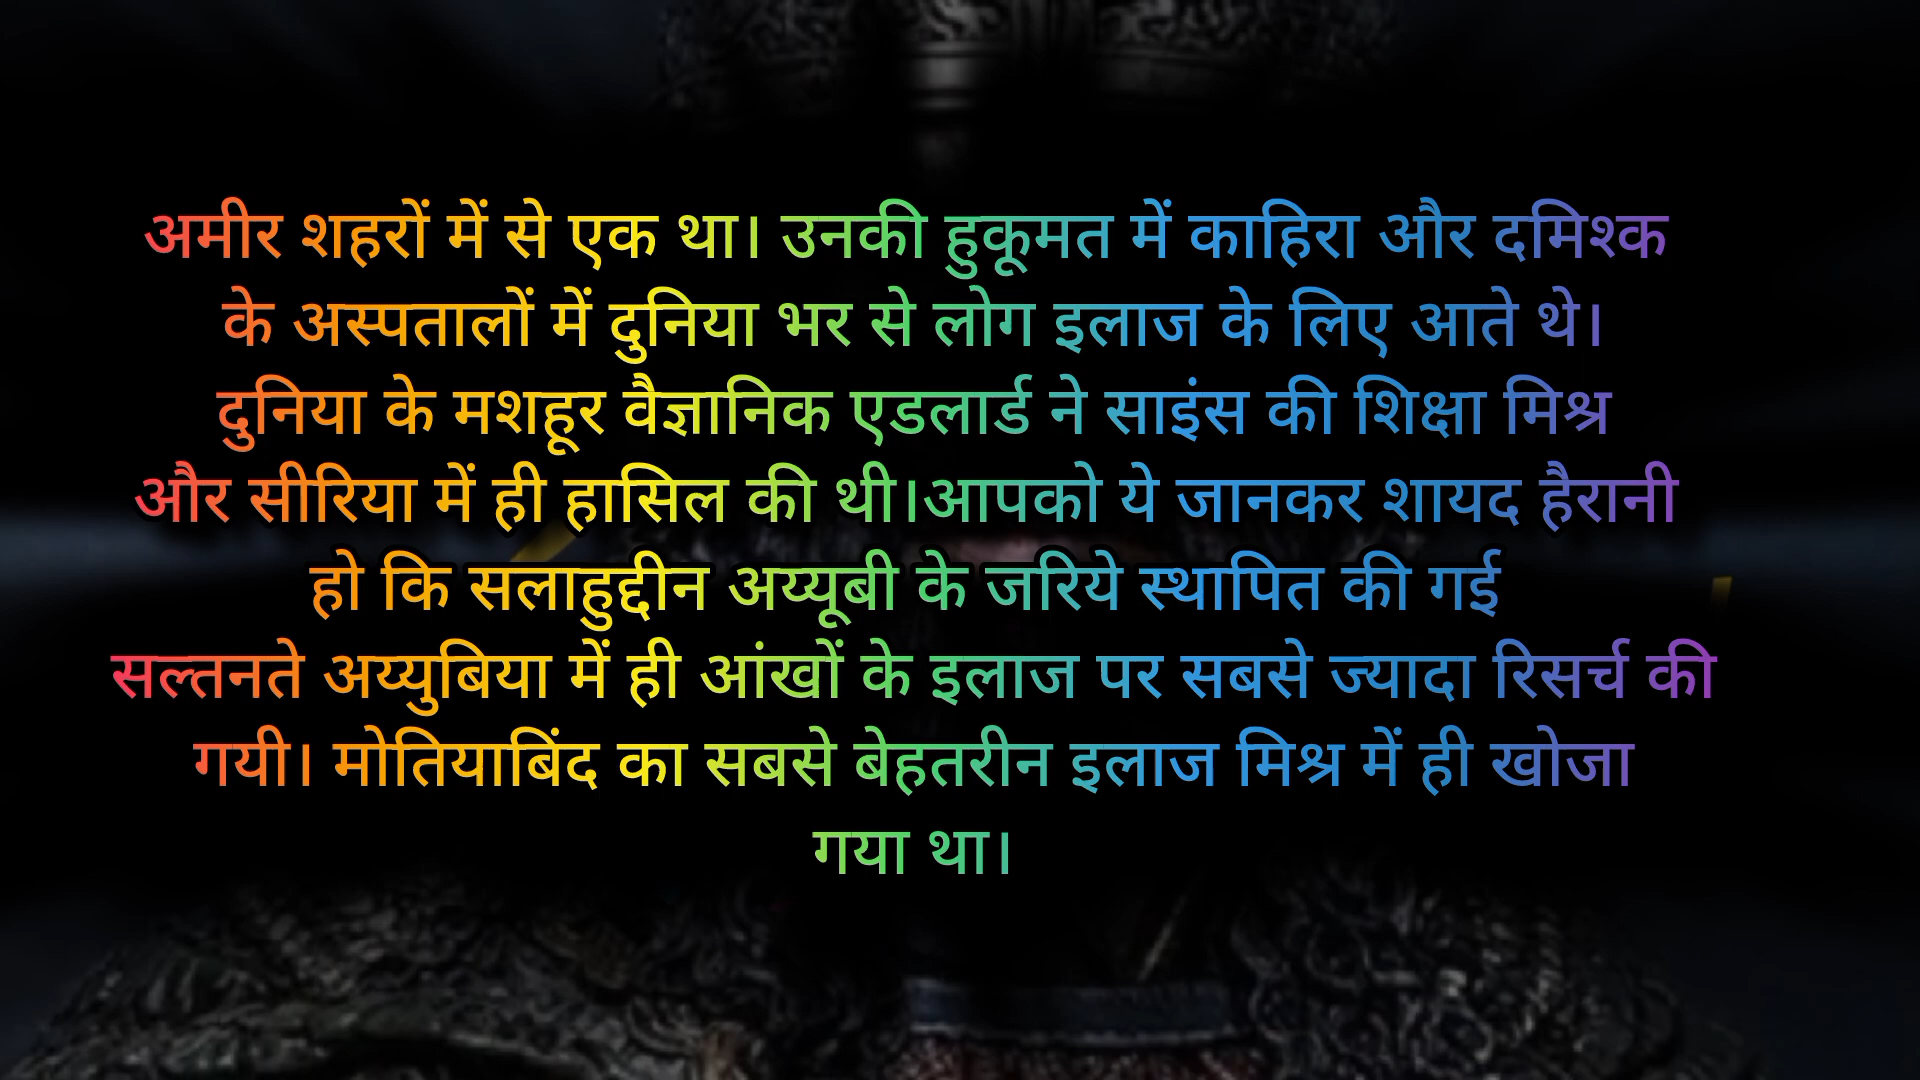 अमीर शहरों में से एक था। उनकी हुकूमत में काहिरा और दमिश्क
के अस्पतालों में दुनिया भर से लोग इलाज के लिए आते थे।
दुनिया के मशहूर वैज्ञानिक एडलार्ड ने साइंस की शिक्षा मिश्र
और सीरिया में ही हासिल की थी।आपको ये जानकर शायद हैरानी
हो कि सलाहुद्दीन अय्यूबी के जरिये स्थापित की गई
सल्तनते अय्युबिया में ही आंखों के इलाज पर सबसे ज्यादा रिसर्च की
गयी। मोतियाबिंद का सबसे बेहतरीन इलाज मिश्र में ही खोजा
गया था।